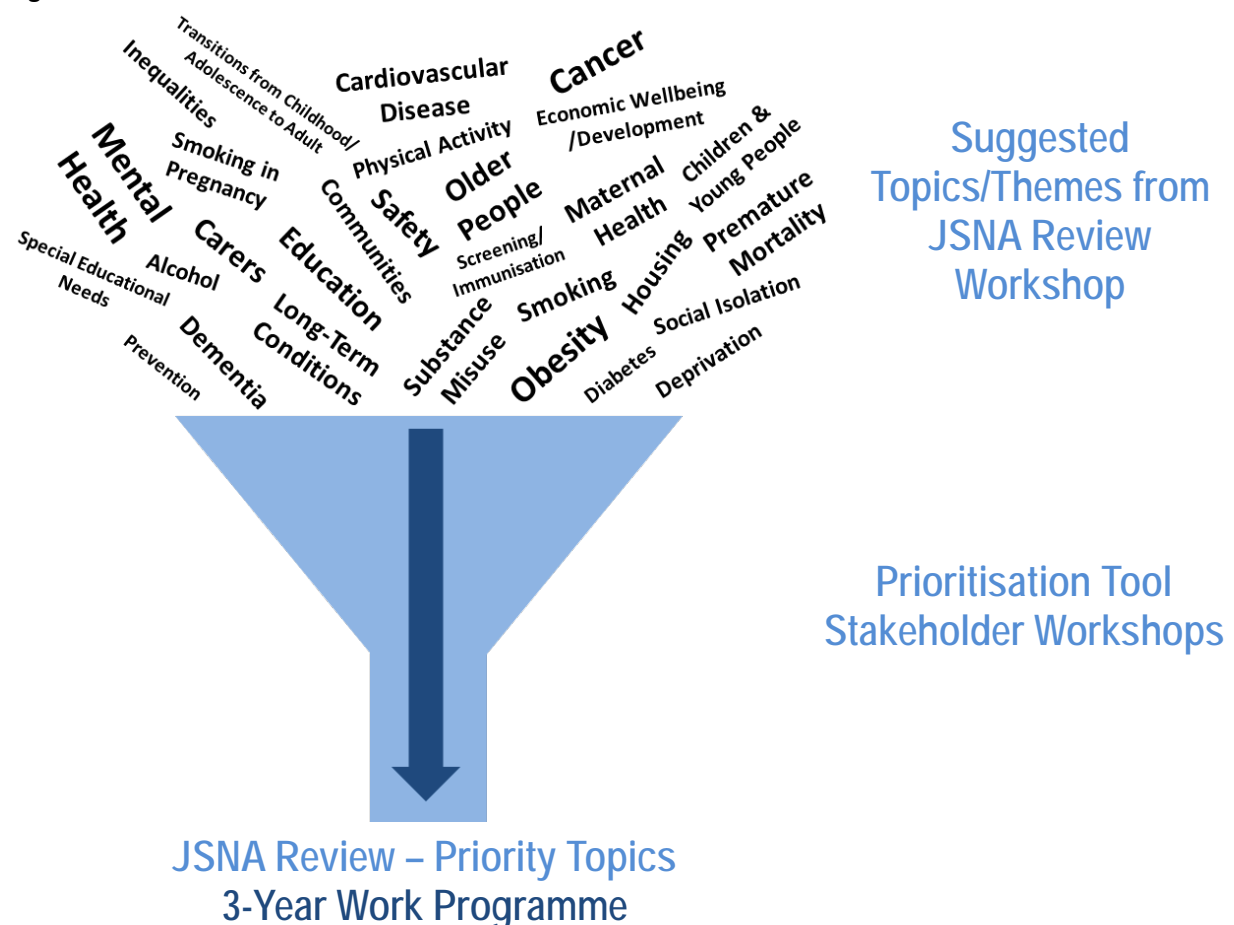 Transitions from Childhood/
Adolescence to Adult
Inequalities
Cardiovascular
Disease
Cancer
Economic Wellbeing
/Development
Children &
Young People
Physical Activity
Smoking in
Pregnancy
Mental
Health
Older
People
Safety
Communities
Maternal
Health
Premature
Mortality
Carers
Education
Screening/
Immunisation
Housing
Special Educational
Needs
Alcohol
Long-Term
Conditions
Smoking
Social Isolation
Substance
Misuse
Obesity
Dementia
Prevention
Diabetes
Deprivation
Suggested
Topics/Themes from
JSNA Review
Workshop
Prioritisation Tool
Stakeholder Workshops
JSNA Review – Priority Topics
3-Year Work Programme